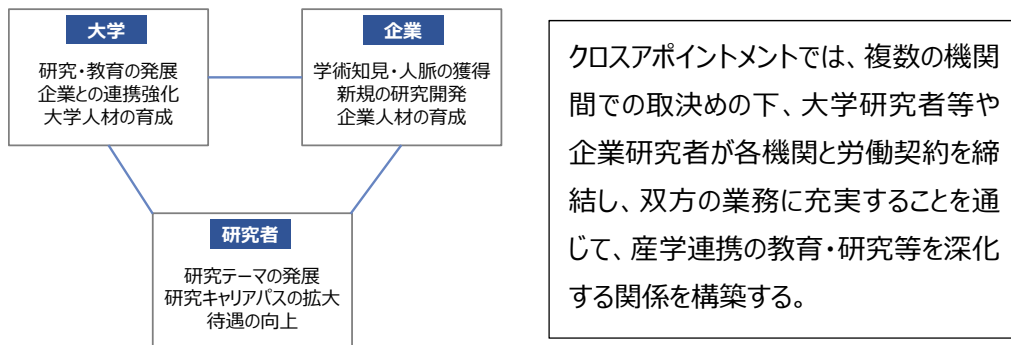 大学
研究・教育の発展
企業との連携強化
大学人材の育成
企業
学術知見・人脈の獲得
新規の研究開発
企業人材の育成
研究者
研究テーマの発展
研究キャリアパスの拡大
待遇の向上
クロスアポイントメントでは、複数の機関
間での取決めの下、大学研究者等や
企業研究者が各機関と労働契約を締
結し、双方の業務に充実することを通
じて、産学連携の教育・研究等を深化
する関係を構築する。